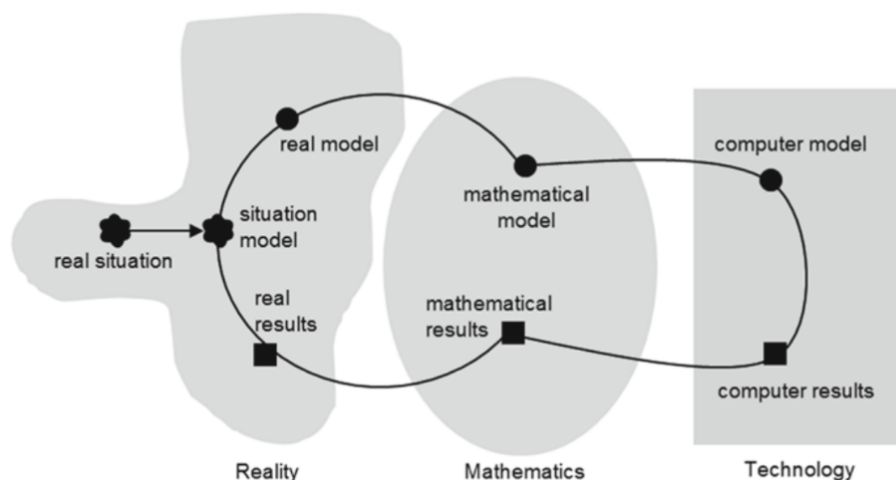 real model
computer model
mathematical
model
situation
model
real situation
real
results
mathematical
results
computer results
Reality
Mathematics
Technology